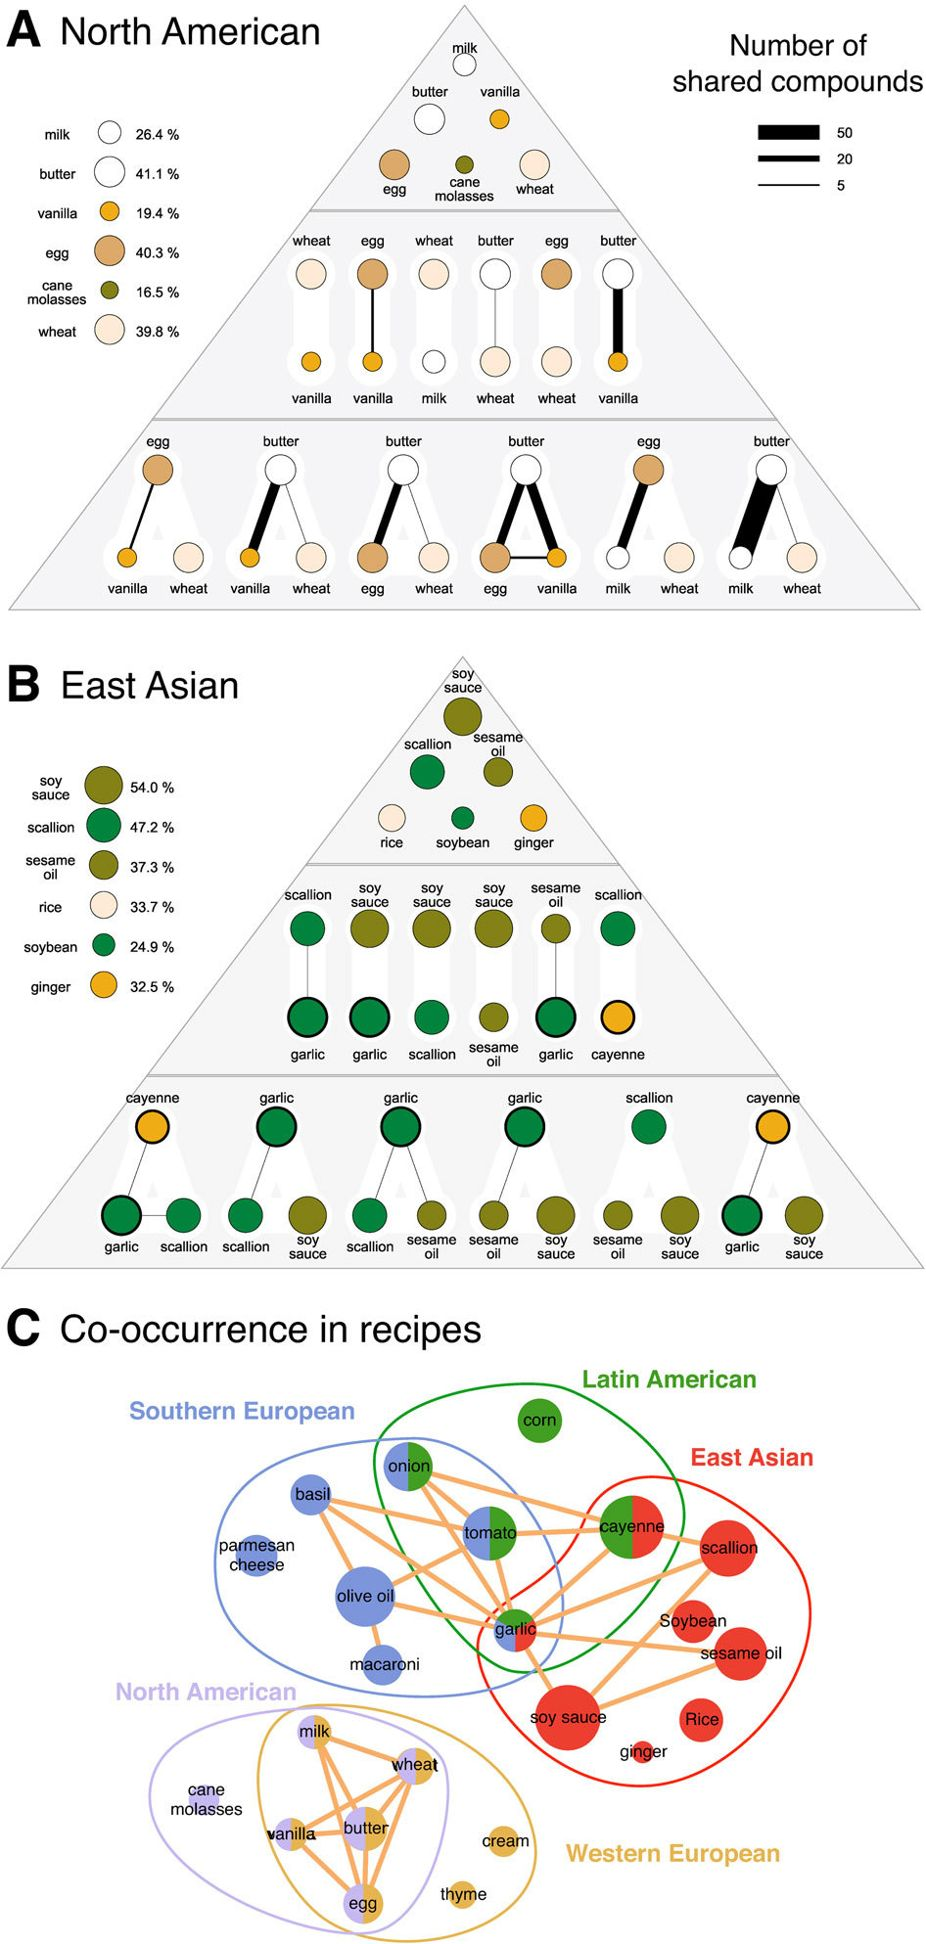 A North American
Number of
shared compounds
50
20
5
milk 26.4 %
butter 41.1 %
vanilla 19.4 %
egg 40.3 %
cane
molasses 16.5 %
wheat 39.8 %
milk
butter vanilla
egg cane
molasses wheat
wheat egg wheat butter egg butter
vanilla vanilla milk wheat wheat vanilla
egg butter butter butter egg butter
vanilla wheat vanilla wheat egg wheat egg vanilla milk wheat milk wheat
B East Asian
soy
sauce 54.0 %
scallion 47.2 %
sesame
oil 37.3 %
rice 33.7 %
soybean 24.9 %
ginger 32.5 %
soy
sauce
scallion sesame
oil
rice soybean ginger
scallion soy
sauce soy
sauce soy
sauce sesame
oil scallion
garlic garlic scallion sesame
oil garlic cayenne
cayenne garlic garlic garlic scallion cayenne
garlic scallion scallion soy
sauce scallion sesame
oil sesame
oil soy
sauce sesame
oil soy
sauce garlic soy
sauce
C Co-occurrence in recipes
Latin American
Southern European
corn
East Asian
onion
basil
tomato
cayenne
scallion
parmesan
cheese
olive oil
garlic
Soybean
sesame oil
macaroni
North American
soy sauce
Rice
milk
ginger
wheat
cane
molasses
vanilla
butter
cream
Western European
thyme
egg